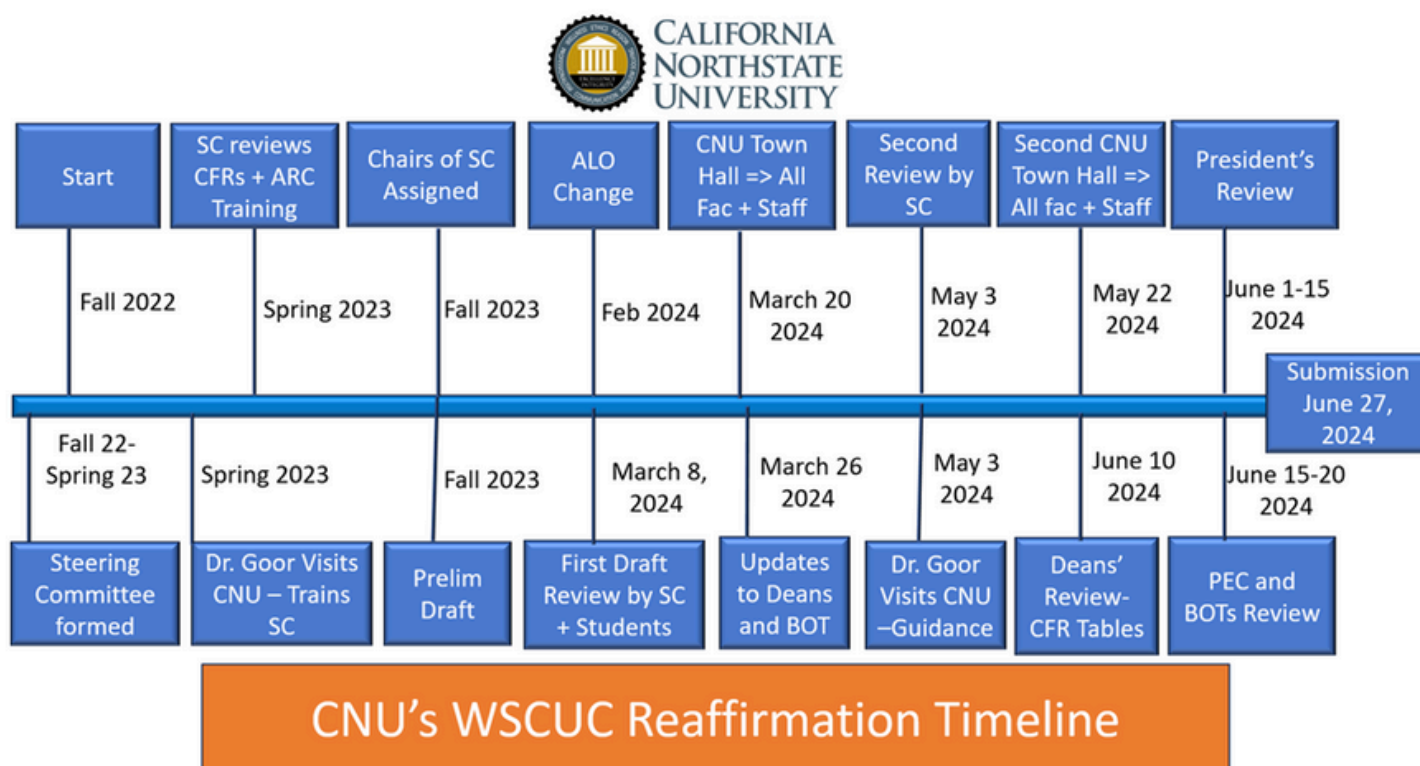 CALIFORNIA
NORTHSTATE
UNIVERSITY
Start
SC reviews
CFRs + ARC
Training
Chairs of SC
Assigned
ALO
Change
CNU Town
Hall => All
Fac + Staff
Second
Review by
SC
Second CNU
Town Hall =>
All fac + Staff
President's
Review
Fall 2022
Spring 2023
Fall 2023
Feb 2024
March 20
2024
May 3
2024
May 22
2024
June 1-15
2024
Submission
June 27,
2024
Fall 22-
Spring 23
Spring 2023
Fall 2023
March 8,
2024
March 26
2024
May 3
2024
June 10
2024
June 15-20
2024
Steering
Committee
formed
Dr. Goor Visits
CNU – Trains
SC
Prelim
Draft
First Draft
Review by SC
+ Students
Updates
to Deans
and BOT
Dr. Goor
Visits CNU
–Guidance
Deans'
Review-
CFR Tables
PEC and
BOTs Review
CNU's WSCUC Reaffirmation Timeline